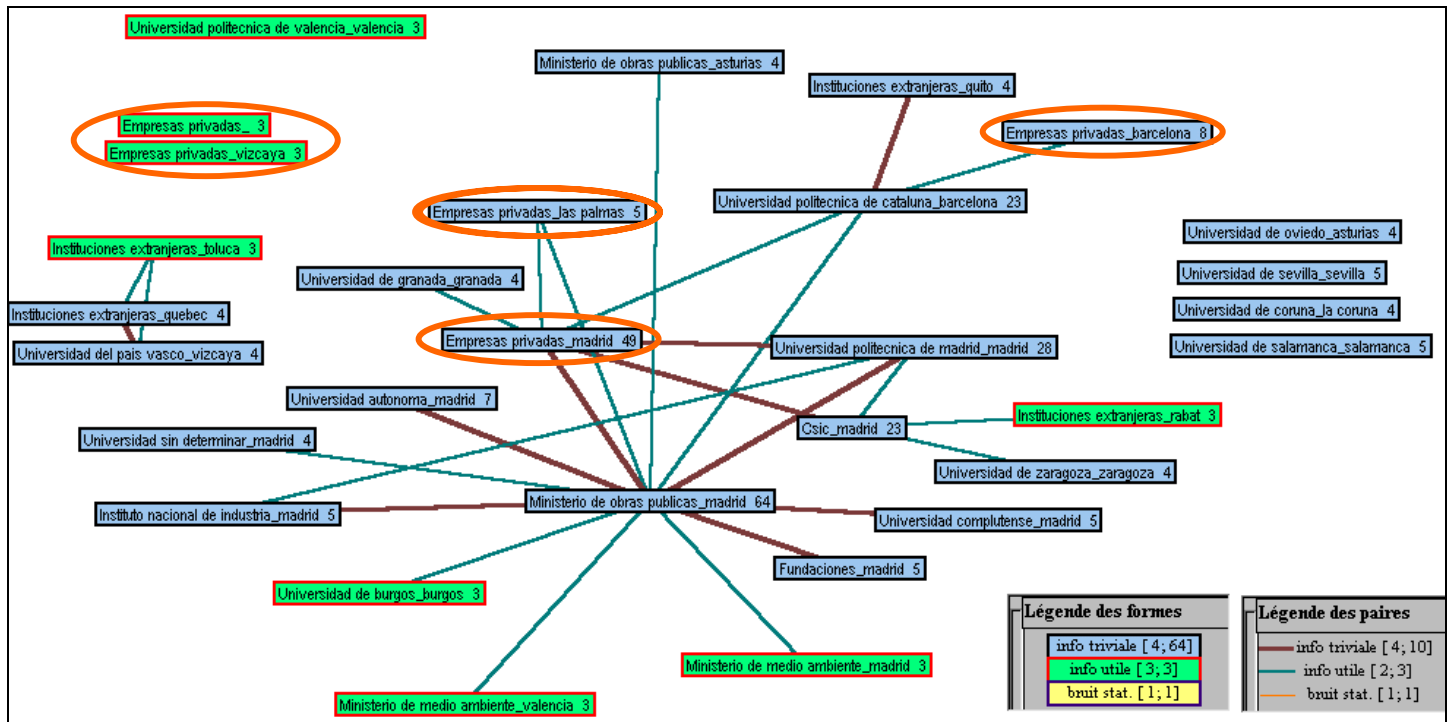 Universidad politecnica de valencia_valencia 3
Ministerio de obras publicas_asturias 4
Instituciones extranjeras_quito 4
Empresas privadas_ 3
Empresas privadas_vizcaya 3
Empresas privadas_barcelona 8
Universidad politecnica de cataluna_barcelona 23
Empresas privadas_las palmas 5
Universidad de oviedo_asturias 4
Instituciones extranjeras_toluca 3
Universidad de sevilla_sevilla 5
Universidad de granada_granada 4
Universidad de coruna_la coruna 4
Instituciones extranjeras_quebec 4
Empresas privadas_madrid 49
Universidad politecnica de madrid_madrid 28
Universidad de salamanca_salamanca 5
Universidad del pais vasco_vizcaya 4
Universidad autonoma_madrid 7
Instituciones extranjeras_rabat 3
Csic_madrid 23
Universidad sin determinar_madrid 4
Universidad de zaragoza_zaragoza 4
Ministerio de obras publicas_madrid 64
Instituto nacional de industria_madrid 5
Universidad complutense_madrid 5
Fundaciones_madrid 5
Universidad de burgos_burgos 3
Ministerio de medio ambiente_madrid 3
Ministerio de medio ambiente_valencia 3
Légende des formes
info triviale [ 4; 64]
info utile [ 3; 3]
bruit stat. [ 1; 1]
Légende des paires
info triviale [ 4; 10]
info utile [ 2; 3]
bruit stat. [ 1; 1]